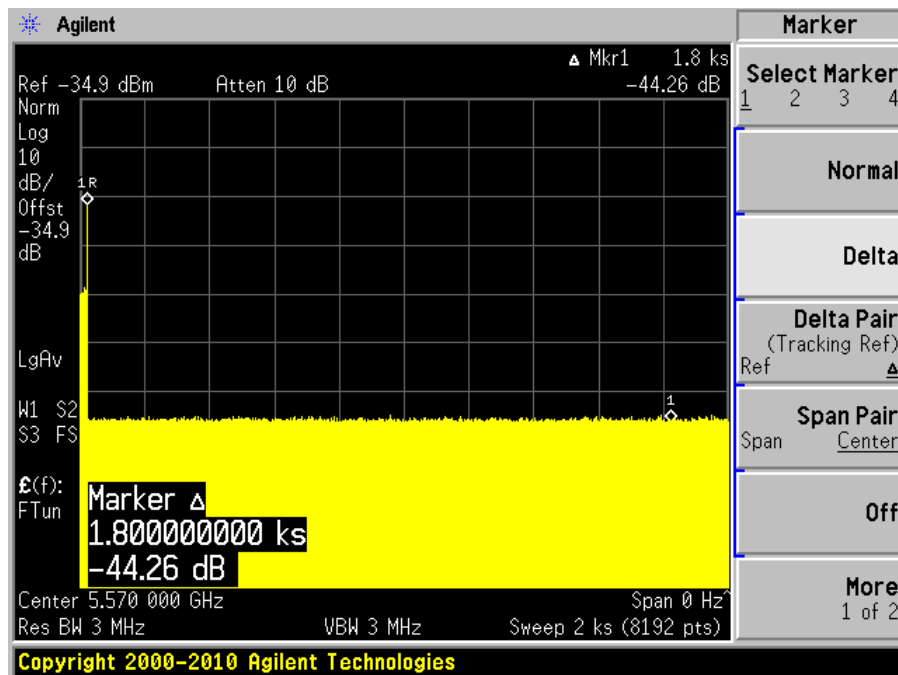 Agilent
Marker
Δ Mkr1 1.8 ks
Ref −34.9 dBm Atten 10 dB −44.26 dB
Norm
Log
10
dB/
Offst
−34.9
dB
1R
LgAv
1
W1 S2
S3 FS
£(f):
FTun
Marker Δ
1.800000000 ks
−44.26 dB
Center 5.570 000 GHz Span 0 Hz^
Res BW 3 MHz VBW 3 MHz Sweep 2 ks (8192 pts)
Copyright 2000–2010 Agilent Technologies
Select Marker
1 2 3 4
Normal
Delta
Delta Pair
(Tracking Ref)
Ref Δ
Span Pair
Span Center
Off
More
1 of 2